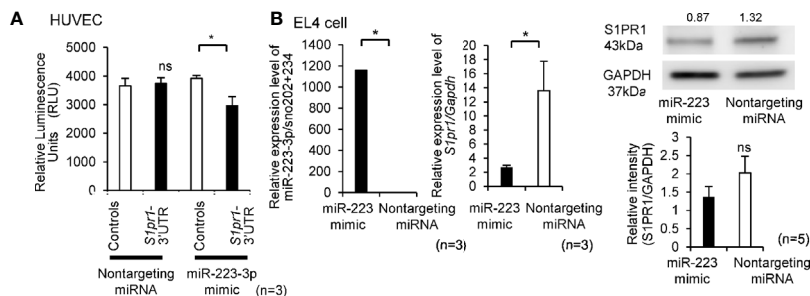 A
HUVEC
Relative Luminescence
Units (RLU)
5000
4500
4000
3500
3000
2500
2000
1500
1000
500
0
ns
*
Controls
S1pr1-
3'UTR
Controls
S1pr1-
3'UTR
Nontargeting
miRNA
miR-223-3p
mimic
(n=3)
B
EL4 cell
Relative expression level of
miR-223-3p/sno202+234
1400
1200
1000
800
600
400
200
0
*
miR-223
mimic
Nontargeting
miRNA
(n=3)
Relative expression level of
S1pr1/Gapdh
20
18
16
14
12
10
8
6
4
2
0
*
miR-223
mimic
Nontargeting
miRNA
(n=3)
0.87
1.32
S1PR1
43kDa
GAPDH
37kDa
miR-223
mimic
Nontargeting
miRNA
Relative intensity
(S1PR1/GAPDH)
3
2.5
2
1.5
1
0.5
0
ns
miR-223
mimic
Nontargeting
miRNA
(n=5)